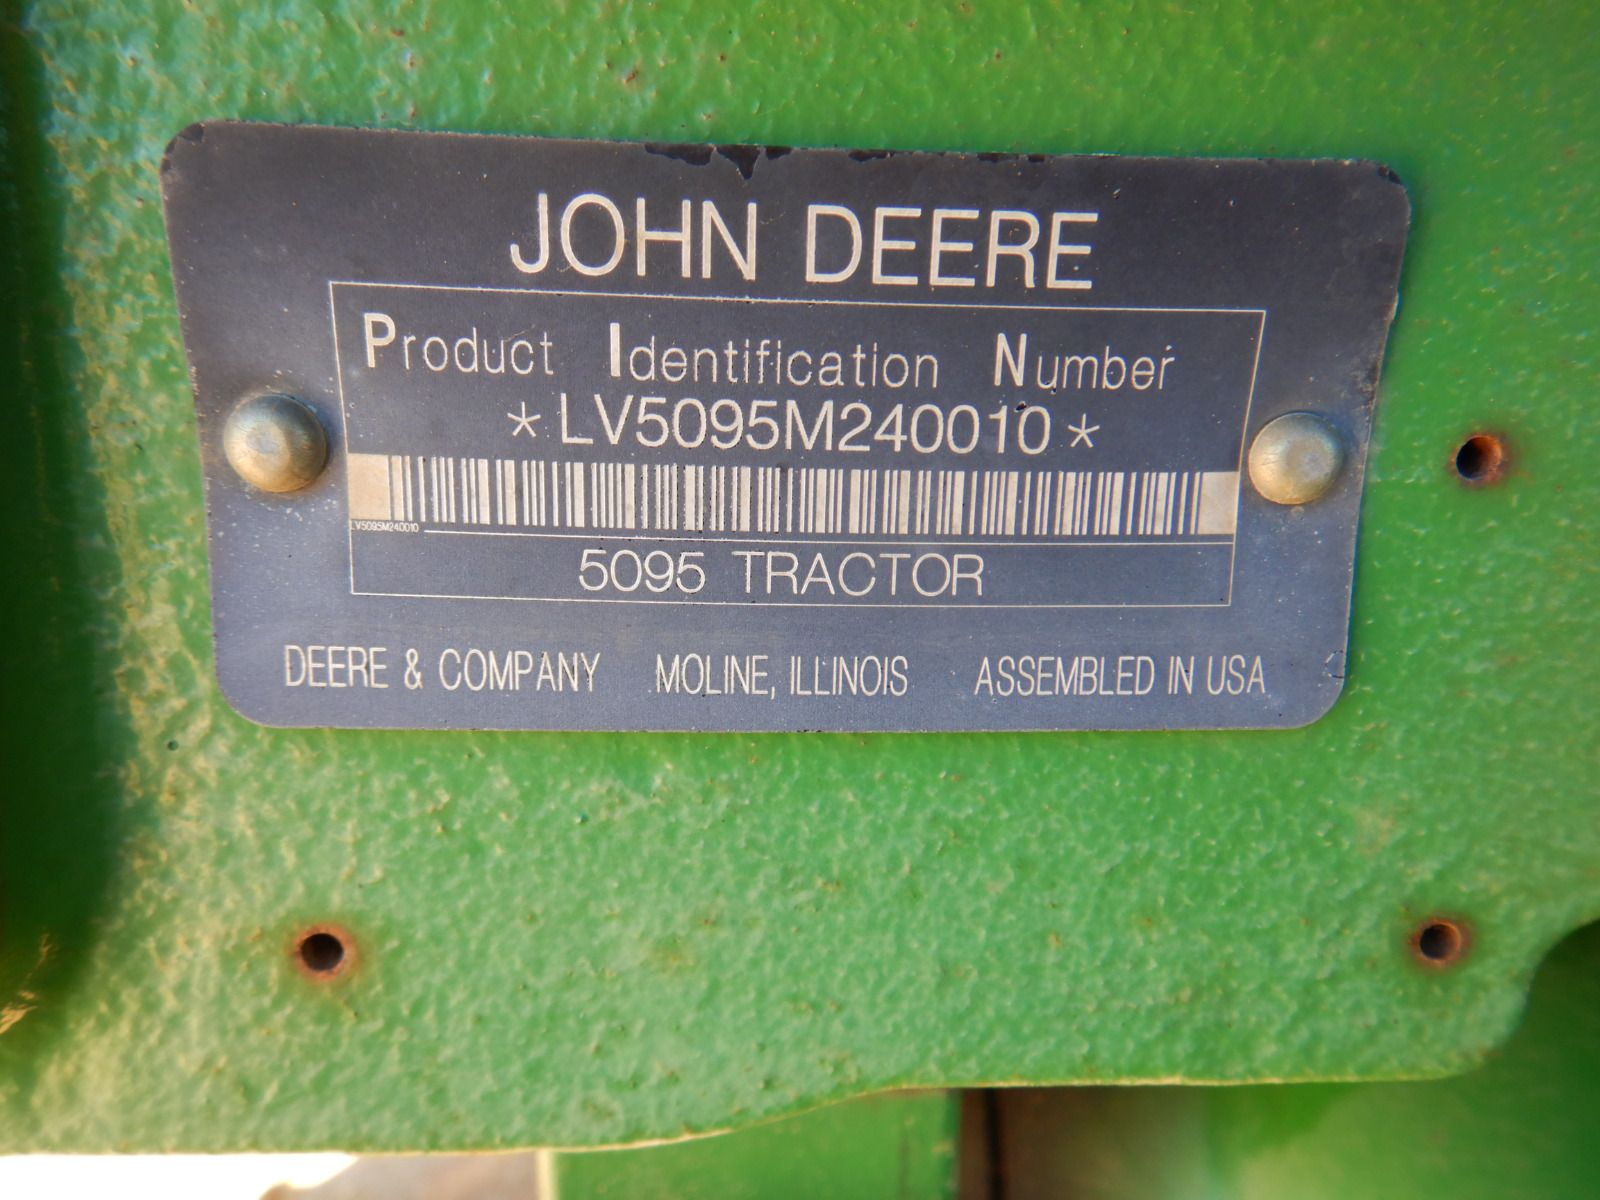 JOHN DEERE
Product Identification Number
*LV5095M240010*
LV5095M240010
5095 TRACTOR
DEERE & COMPANY MOLINE, ILLINOIS ASSEMBLED IN USA